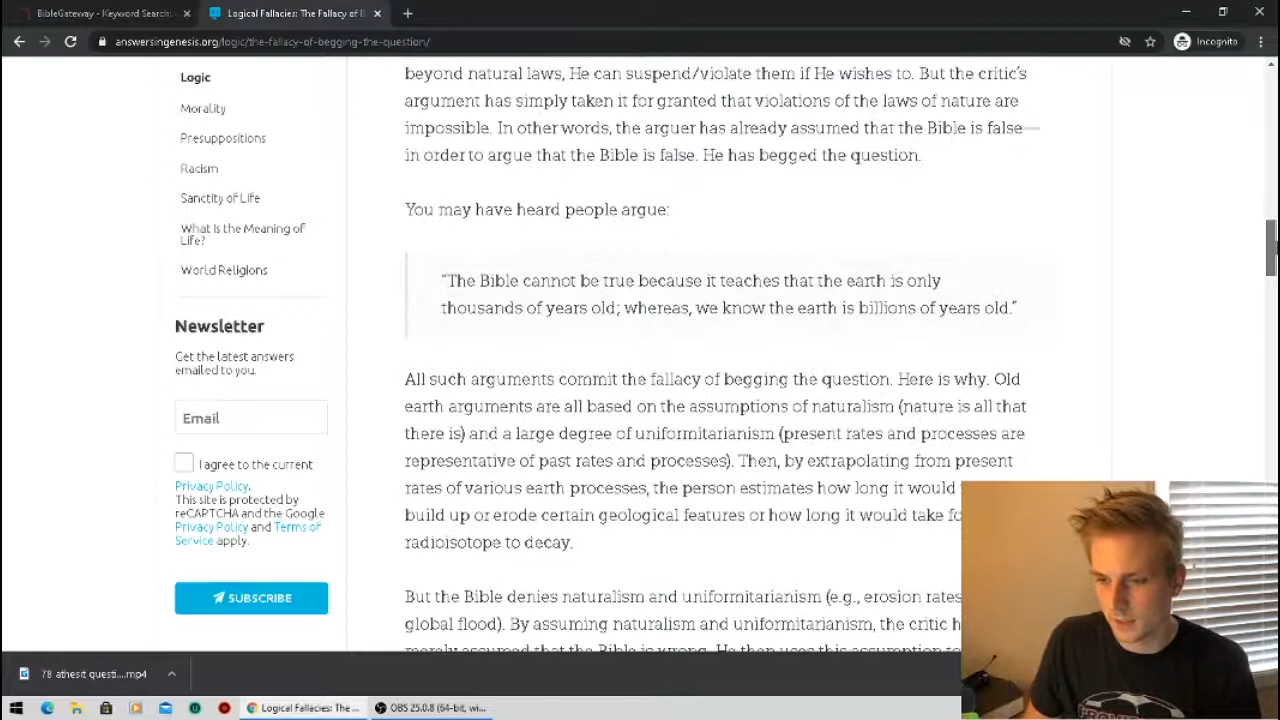 BibleGateway - Keyword Search:
Logical Fallacies: The Fallacy of B
answersingenesis.org/logic/the-fallacy-of-begging-the-question/
Incognito
Logic
Morality
Presuppositions
Racism
Sanctity of Life
What Is the Meaning of
Life?
World Religions
Newsletter
Get the latest answers
emailed to you.
Email
I agree to the current
Privacy Policy.
This site is protected by
reCAPTCHA and the Google
Privacy Policy and Terms of
Service apply.
SUBSCRIBE
beyond natural laws, He can suspend/violate them if He wishes to. But the critic's
argument has simply taken it for granted that violations of the laws of nature are
impossible. In other words, the arguer has already assumed that the Bible is false—
in order to argue that the Bible is false. He has begged the question.
You may have heard people argue:
"The Bible cannot be true because it teaches that the earth is only
thousands of years old; whereas, we know the earth is billions of years old."
All such arguments commit the fallacy of begging the question. Here is why. Old
earth arguments are all based on the assumptions of naturalism (nature is all that
there is) and a large degree of uniformitarianism (present rates and processes are
representative of past rates and processes). Then, by extrapolating from present
rates of various earth processes, the person estimates how long it would
build up or erode certain geological features or how long it would take
radioisotope to decay.
But the Bible denies naturalism and uniformitarianism (e.g., erosion rates
global flood). By assuming naturalism and uniformitarianism, the critic
merely assumed that the Bible is wrong. He then uses this assumption
78 athesit questi....mp4
Logical Fallacies: The...
OBS 25.0.8 (64-bit, wi...